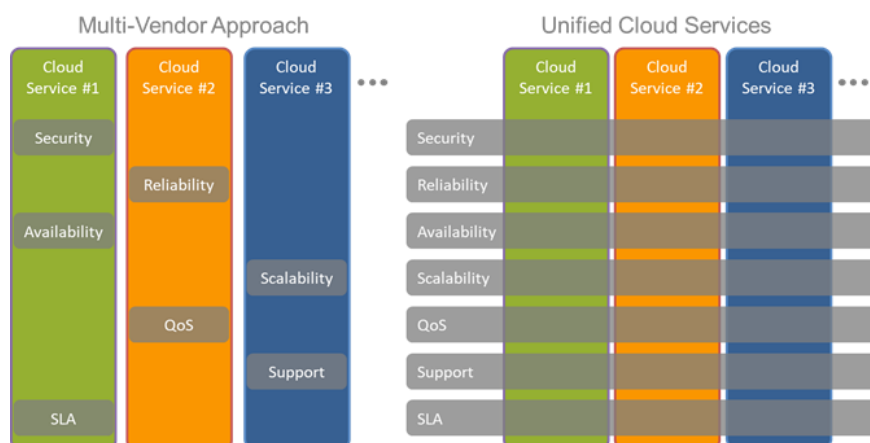 Multi-Vendor Approach
Cloud
Service #1
Cloud
Service #2
Cloud
Service #3
...
Security
Reliability
Availability
Scalability
QoS
Support
SLA
Unified Cloud Services
Cloud
Service #1
Cloud
Service #2
Cloud
Service #3
...
Security
Reliability
Availability
Scalability
QoS
Support
SLA